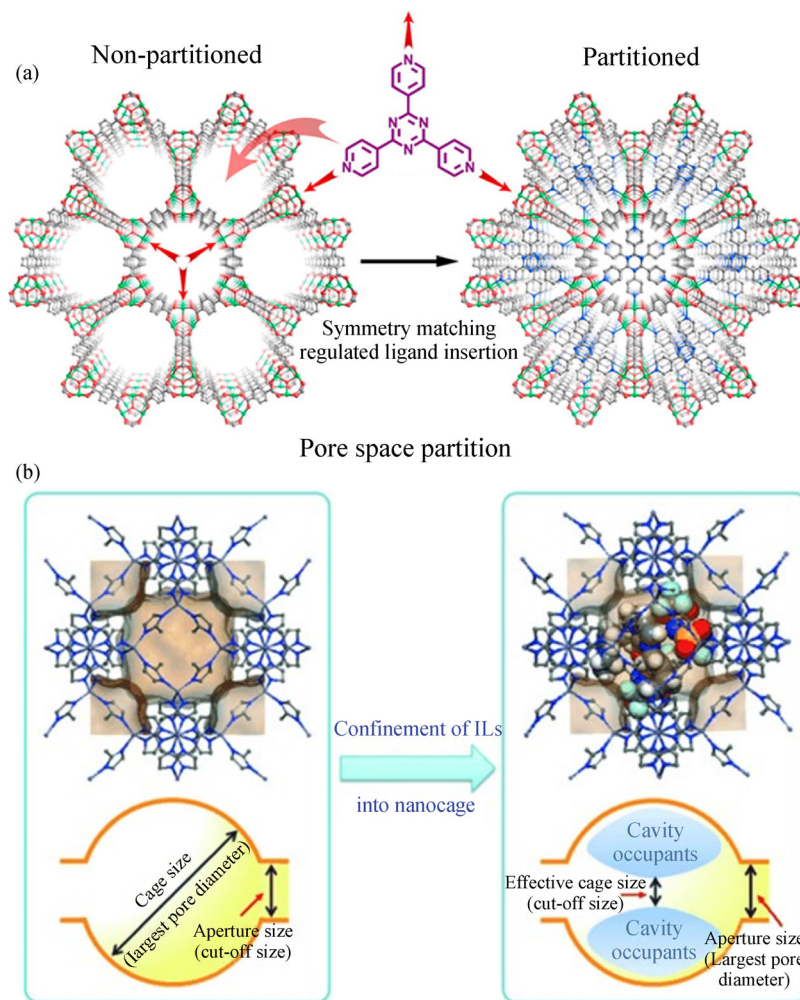 (a)
Non-partitioned
Partitioned
N
N
N
N
N
N
Symmetry matching
regulated ligand insertion
Pore space partition
(b)
Confinement of ILs
into nanocage
Cage size
(largest pore diameter)
Aperture size
(cut-off size)
Cavity
occupants
Effective cage size
(cut-off size)
Cavity
occupants
Aperture size
(Largest pore
diameter)